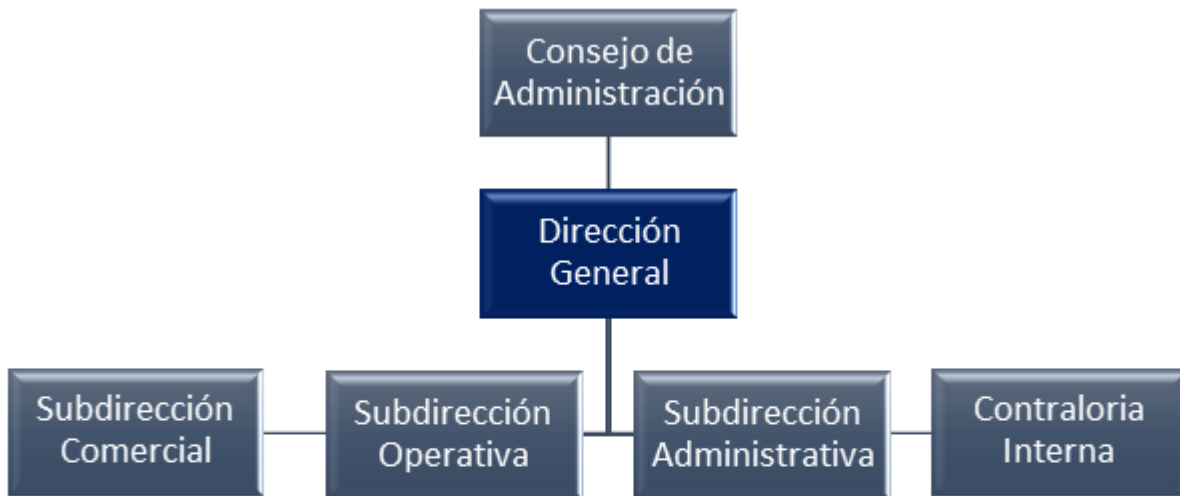 Consejo de
Administración
Dirección
General
Subdirección
Comercial
Subdirección
Operativa
Subdirección
Administrativa
Contraloria
Interna